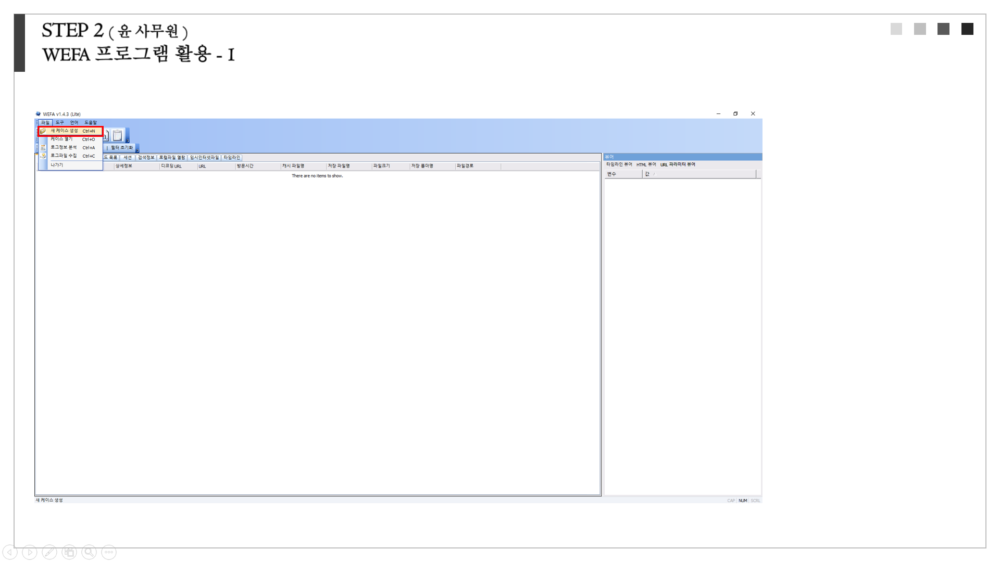 STEP 2 ( 윤 사무원 )
WEFA 프로그램 활용 - I
WEFA v1.4.3 (Lite)
파일 도구 언어 도움말
새 케이스 생성 Ctrl+N
케이스 열기 Ctrl+O
로그정보 분석 Ctrl+A
로그파일 수집 Ctrl+C
나가기
필터 초기화
드 목록 세션 검색정보 로컬파일 열람 임시인터넷파일 타임라인
상세정보 디코딩 URL URL 방문시간 캐시 파일명 저장 파일명 파일크기 저장 폴더명 파일경로
There are no items to show.
뷰어
타임라인 뷰어 HTML 뷰어 URL 파라미터 뷰어
변수 값
새 케이스 생성
CAP NUM SCRL